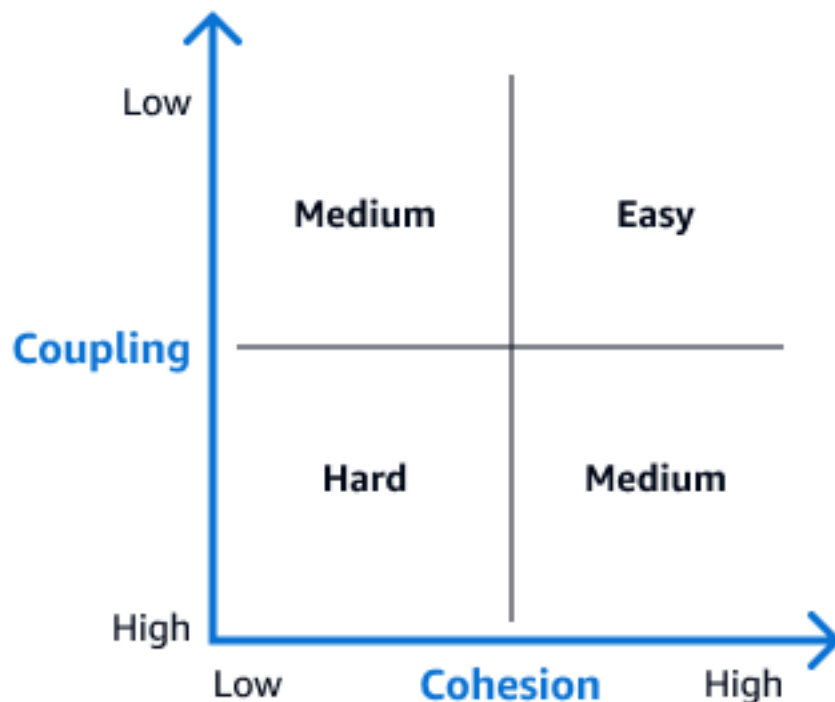 Low
Medium
Easy
Coupling
Hard
Medium
High
Low
Cohesion
High